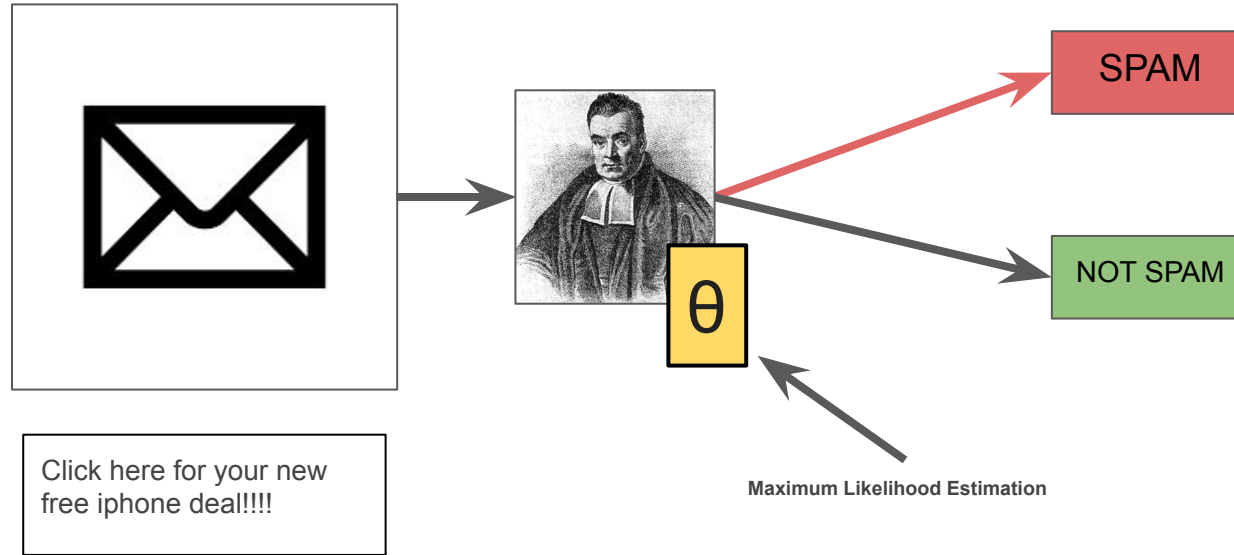 SPAM
NOT SPAM
θ
Click here for your new
free iphone deal!!!!
Maximum Likelihood Estimation